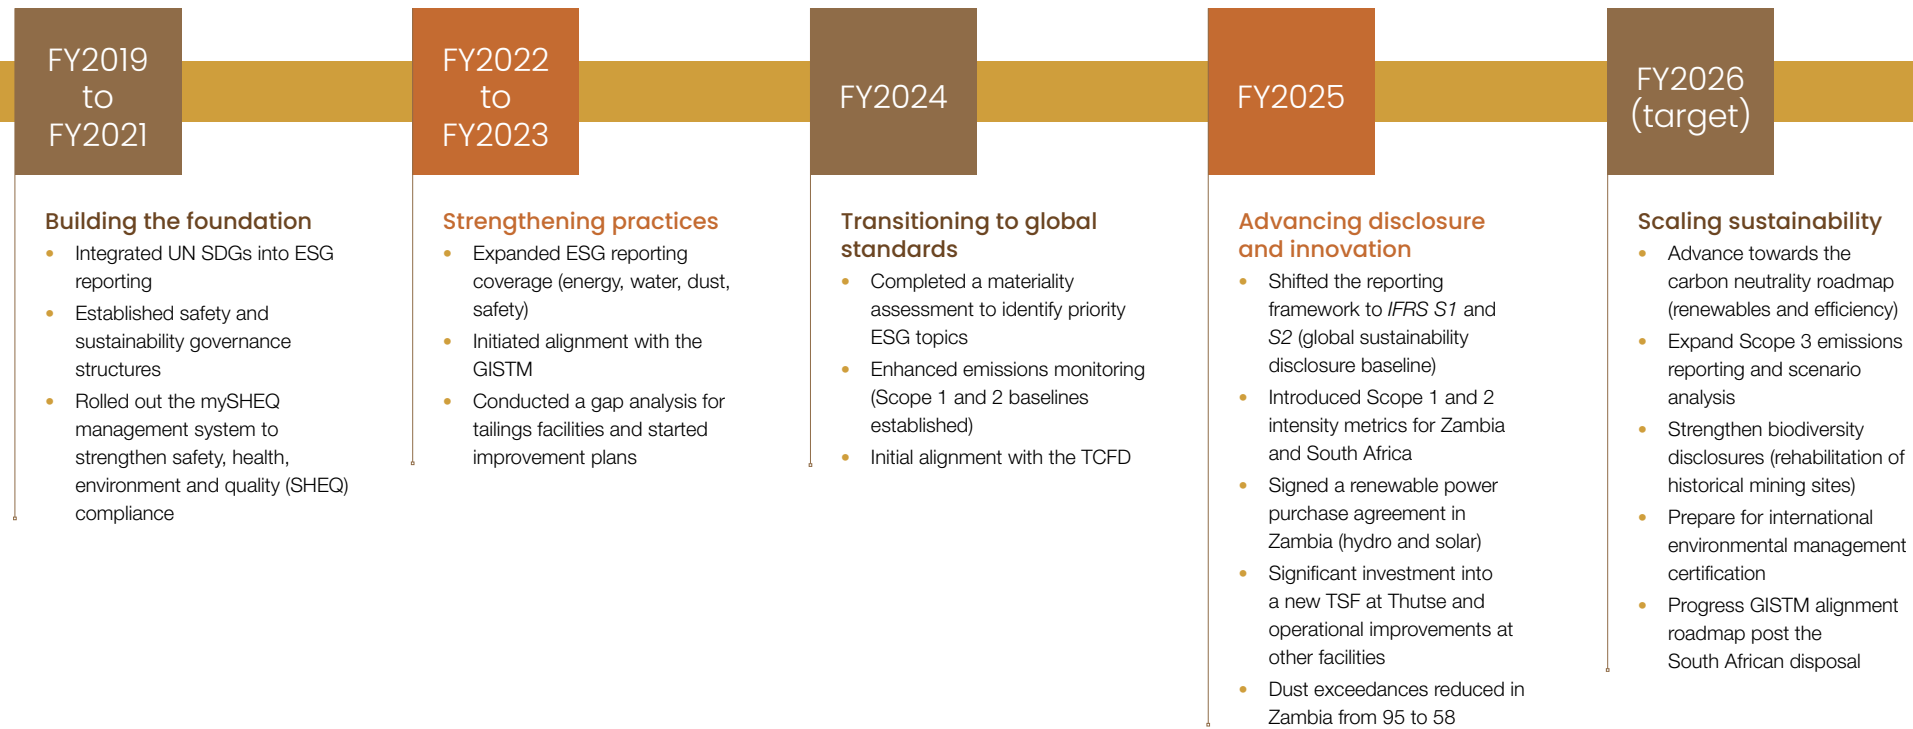 FY2019
to
FY2021
Building the foundation
• Integrated UN SDGs into ESG
reporting
• Established safety and
sustainability governance
structures
• Rolled out the mySHEQ
management system to
strengthen safety, health,
environment and quality (SHEQ)
compliance
FY2022
to
FY2023
Strengthening practices
• Expanded ESG reporting
coverage (energy, water, dust,
safety)
• Initiated alignment with the
GISTM
• Conducted a gap analysis for
tailings facilities and started
improvement plans
FY2024
Transitioning to global
standards
• Completed a materiality
assessment to identify priority
ESG topics
• Enhanced emissions monitoring
(Scope 1 and 2 baselines
established)
• Initial alignment with the TCFD
FY2025
Advancing disclosure
and innovation
• Shifted the reporting
framework to IFRS S1 and
S2 (global sustainability
disclosure baseline)
• Introduced Scope 1 and 2
intensity metrics for Zambia
and South Africa
• Signed a renewable power
purchase agreement in
Zambia (hydro and solar)
• Significant investment into
a new TSF at Thutse and
operational improvements at
other facilities
• Dust exceedances reduced in
Zambia from 95 to 58
FY2026
(target)
Scaling sustainability
• Advance towards the
carbon neutrality roadmap
(renewables and efficiency)
• Expand Scope 3 emissions
reporting and scenario
analysis
• Strengthen biodiversity
disclosures (rehabilitation of
historical mining sites)
• Prepare for international
environmental management
certification
• Progress GISTM alignment
roadmap post the
South African disposal